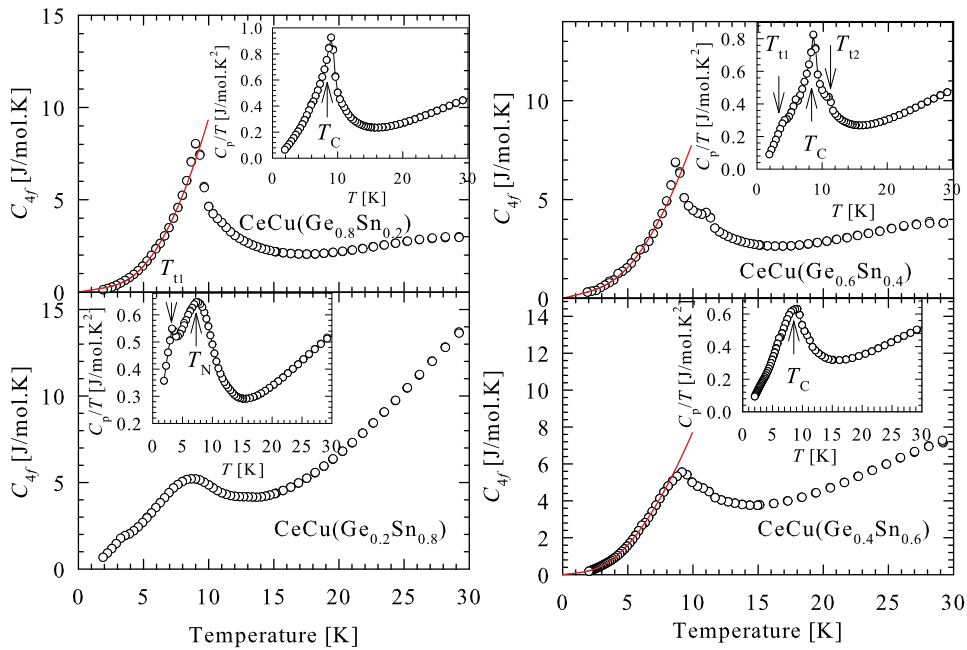 15
10
5
0
C4f [J/mol.K]
1.0
0.8
0.6
0.4
0.2
0.0
Cp/T [J/mol.K²]
TC
0 10 20 30
T [K]
CeCu(Ge0.8Sn0.2)
Tt1
15
10
5
0
C4f [J/mol.K]
0.6
0.5
0.4
0.3
0.2
Cp/T [J/mol.K²]
TN
0 5 10 15 20 25 30
T [K]
CeCu(Ge0.2Sn0.8)
0 5 10 15 20 25 30
Temperature [K]
10
5
0
C4f [J/mol.K]
0.8
0.6
0.4
0.2
0.0
Cp/T [J/mol.K²]
Tt1
Tt2
TC
0 10 20 30
T [K]
CeCu(Ge0.6Sn0.4)
14
12
10
8
6
4
2
0
C4f [J/mol.K]
0.6
0.4
0.2
0.0
Cp/T [J/mol.K²]
TC
0 5 10 15 20 25 30
T [K]
CeCu(Ge0.4Sn0.6)
0 5 10 15 20 25 30
Temperature [K]